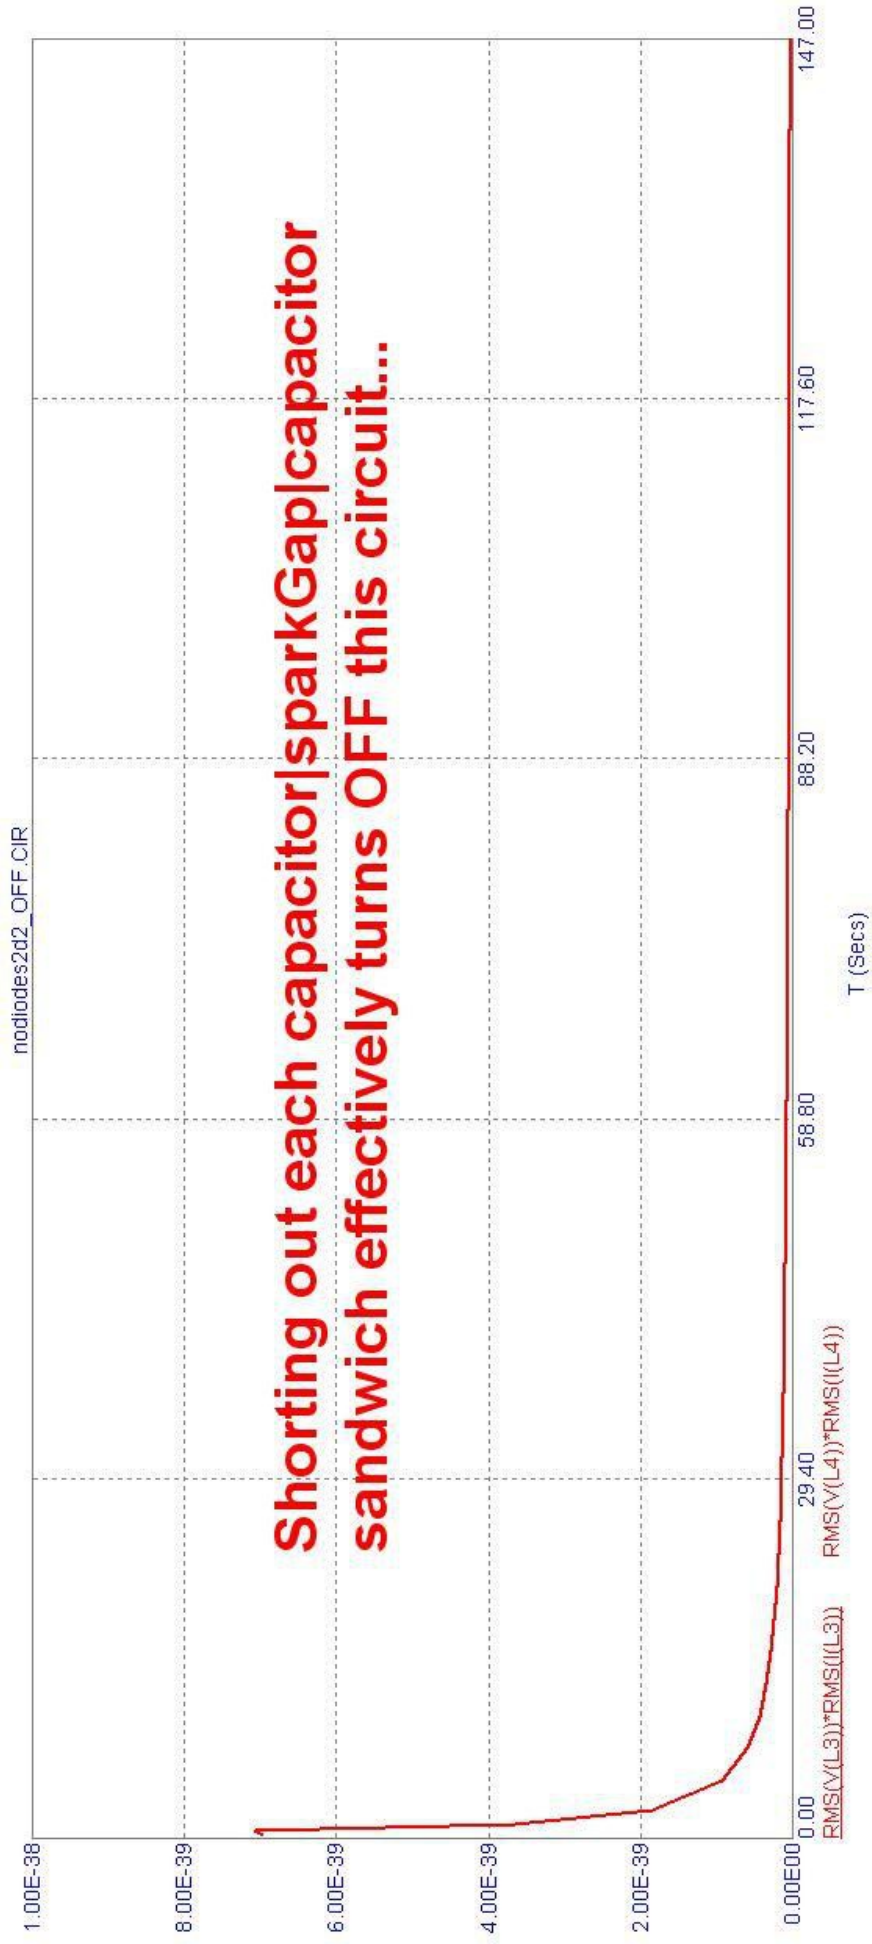 nodiodes2d2_OFF.CIR
1.00E-38
8.00E-39
6.00E-39
4.00E-39
2.00E-39
0.00E00
Shorting out each capacitor|sparkGap|capacitor
sandwich effectively turns OFF this circuit...
0.00 29.40 58.80 88.20 117.60 147.00
RMS(V(L3))*RMS(I(L3)) RMS(V(L4))*RMS(I(L4))
T (Secs)